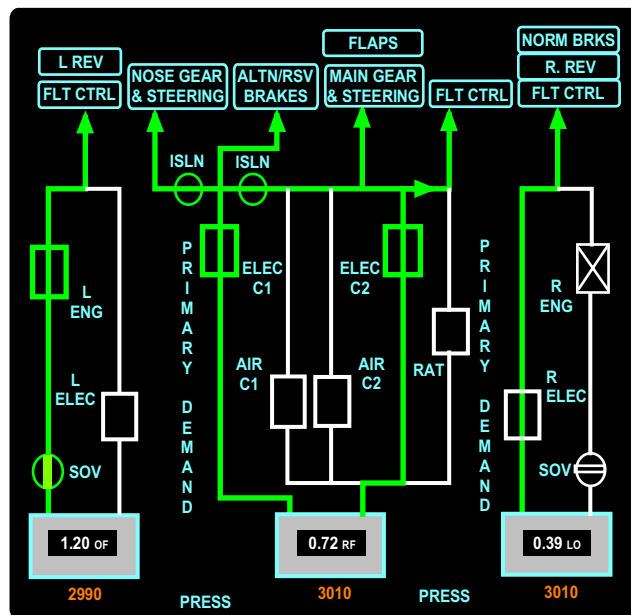 L REV
FLT CTRL
NOSE GEAR
& STEERING
ALTN/RSV
BRAKES
FLAPS
MAIN GEAR
& STEERING
FLT CTRL
NORM BRKS
R. REV
FLT CTRL
ISLN
ISLN
L
ENG
L
ELEC
SOV
PRIMARY
DEMAND
ELEC
C1
AIR
C1
ELEC
C2
AIR
C2
RAT
PRIMARY
DEMAND
R
ENG
R
ELEC
SOV
1.20 OF
0.72 RF
0.39 LO
2990
PRESS
3010
PRESS
3010